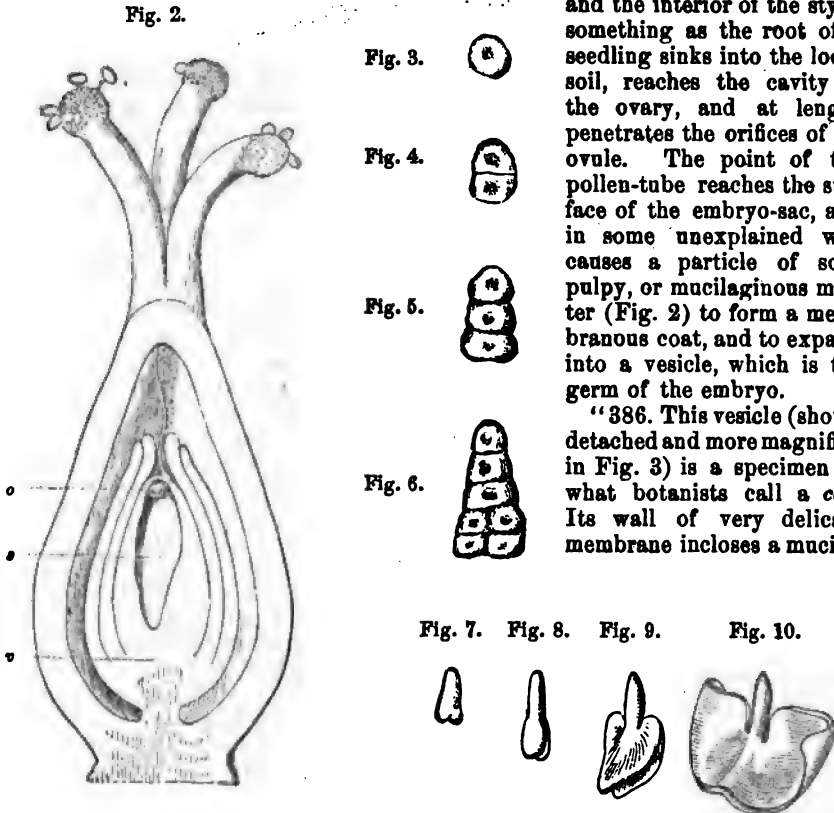 Fig. 2.
and the interior of the sty
something as the root of
seedling sinks into the loo
soil, reaches the cavity
the ovary, and at leng
penetrates the orifices of
ovule. The point of t
pollen-tube reaches the su
face of the embryo-sac, a
in some unexplained w
causes a particle of so
pulpy, or mucilaginous m
ter (Fig. 2) to form a me
branous coat, and to expa
into a vesicle, which is t
germ of the embryo.
"386. This vesicle (show
detached and more magnifi
in Fig. 3) is a specimen
what botanists call a c
Its wall of very delica
membrane incloses a muci
Fig. 3.
Fig. 4.
Fig. 5.
Fig. 6.
o
s
v
Fig. 7. Fig. 8. Fig. 9. Fig. 10.